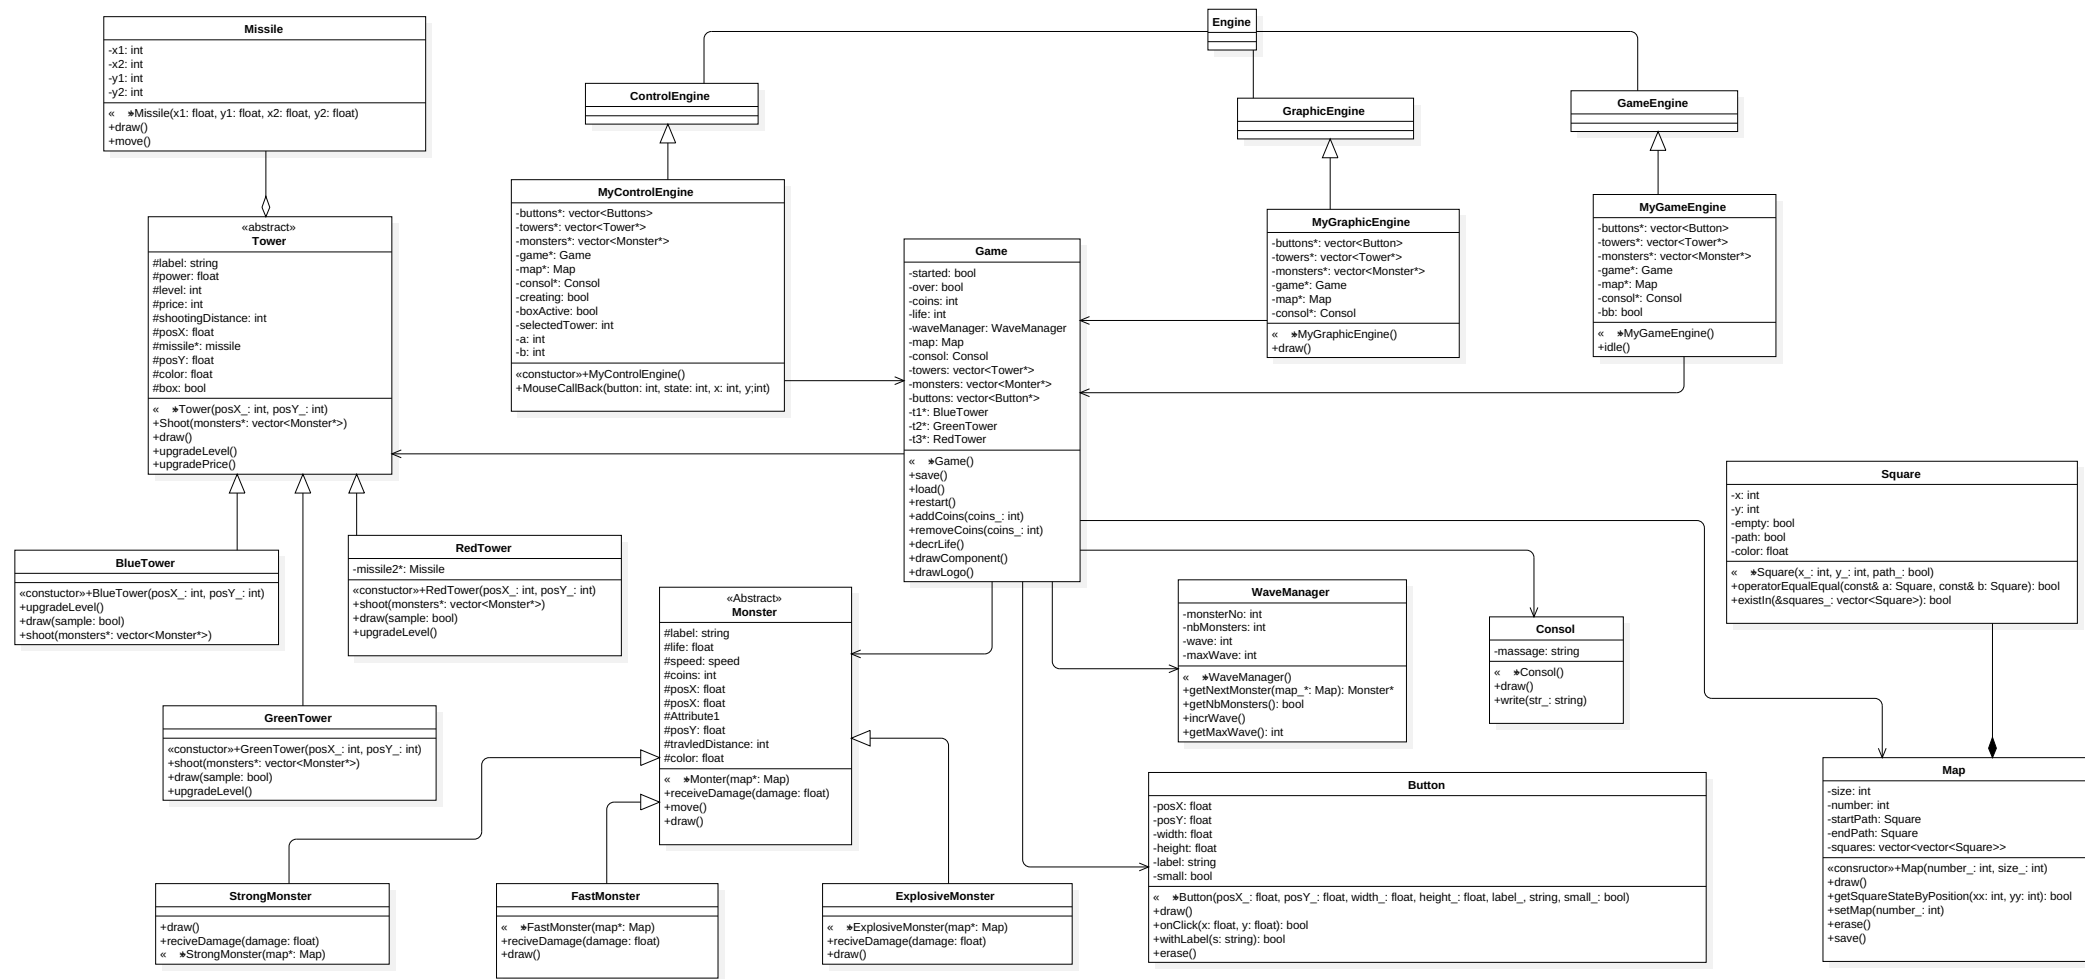 Missile
-x1: int
-x2: int
-y1: int
-y2: int
« »+Missile(x1: float, y1: float, x2: float, y2: float)
+draw()
+move()
Engine
ControlEngine
GraphicEngine
GameEngine
«abstract»
Tower
#label: string
#power: float
#level: int
#price: int
#shootingDistance: int
#posX: float
#missile*: missile
#posY: float
#color: float
#box: bool
« »+Tower(posX_: int, posY_: int)
+Shoot(monsters*: vector<Monster*>)
+draw()
+upgradeLevel()
+upgradePrice()
MyControlEngine
-buttons*: vector<Buttons>
-towers*: vector<Tower*>
-monsters*: vector<Monster*>
-game*: Game
-map*: Map
-consol*: Consol
-creating: bool
-boxActive: bool
-selectedTower: int
-a: int
-b: int
«constuctor»+MyControlEngine()
+MouseCallBack(button: int, state: int, x: int, y;int)
Game
-started: bool
-over: bool
-coins: int
-life: int
-waveManager: WaveManager
-map: Map
-consol: Consol
-towers: vector<Tower*>
-monsters: vector<Monter*>
-buttons: vector<Button*>
-t1*: BlueTower
-t2*: GreenTower
-t3*: RedTower
« »+Game()
+save()
+load()
+restart()
+addCoins(coins_: int)
+removeCoins(coins_: int)
+decrLife()
+drawComponent()
+drawLogo()
MyGraphicEngine
-buttons*: vector<Button>
-towers*: vector<Tower*>
-monsters*: vector<Monster*>
-game*: Game
-map*: Map
-consol*: Consol
« »+MyGraphicEngine()
+draw()
MyGameEngine
-buttons*: vector<Button>
-towers*: vector<Tower*>
-monsters*: vector<Monster*>
-game*: Game
-map*: Map
-consol*: Consol
-bb: bool
« »+MyGameEngine()
+idle()
BlueTower
«constuctor»+BlueTower(posX_: int, posY_: int)
+upgradeLevel()
+draw(sample: bool)
+shoot(monsters*: vector<Monster*>)
RedTower
-missile2*: Missile
«constuctor»+RedTower(posX_: int, posY_: int)
+shoot(monsters*: vector<Monster*>)
+draw(sample: bool)
+upgradeLevel()
GreenTower
«constuctor»+GreenTower(posX_: int, posY_: int)
+shoot(monsters*: vector<Monster*>)
+draw(sample: bool)
+upgradeLevel()
«Abstract»
Monster
#label: string
#life: float
#speed: speed
#coins: int
#posX: float
#posX: float
#Attribute1
#posY: float
#travledDistance: int
#color: float
« »+Monter(map*: Map)
+receiveDamage(damage: float)
+move()
+draw()
WaveManager
-monsterNo: int
-nbMonsters: int
-wave: int
-maxWave: int
« »+WaveManager()
+getNextMonster(map_*: Map): Monster*
+getNbMonsters(): bool
+incrWave()
+getMaxWave(): int
Consol
-massage: string
« »+Consol()
+draw()
+write(str_: string)
Square
-x: int
-y: int
-empty: bool
-path: bool
-color: float
« »+Square(x_: int, y_: int, path_: bool)
+operatorEqualEqual(const& a: Square, const& b: Square): bool
+existIn(&squares_: vector<Square>): bool
Button
-posX: float
-posY: float
-width: float
-height: float
-label: string
-small: bool
« »+Button(posX_: float, posY_: float, width_: float, height_: float, label_, string, small_: bool)
+draw()
+onClick(x: float, y: float): bool
+withLabel(s: string): bool
+erase()
Map
-size: int
-number: int
-startPath: Square
-endPath: Square
-squares: vector<vector<Square>>
«consructor»+Map(number_: int, size_: int)
+draw()
+getSquareStateByPosition(xx: int, yy: int): bool
+setMap(number_: int)
+erase()
+save()
StrongMonster
+draw()
+reciveDamage(damage: float)
« »+StrongMonster(map*: Map)
FastMonster
« »+FastMonster(map*: Map)
+reciveDamage(damage: float)
+draw()
ExplosiveMonster
« »+ExplosiveMonster(map*: Map)
+reciveDamage(damage: float)
+draw()